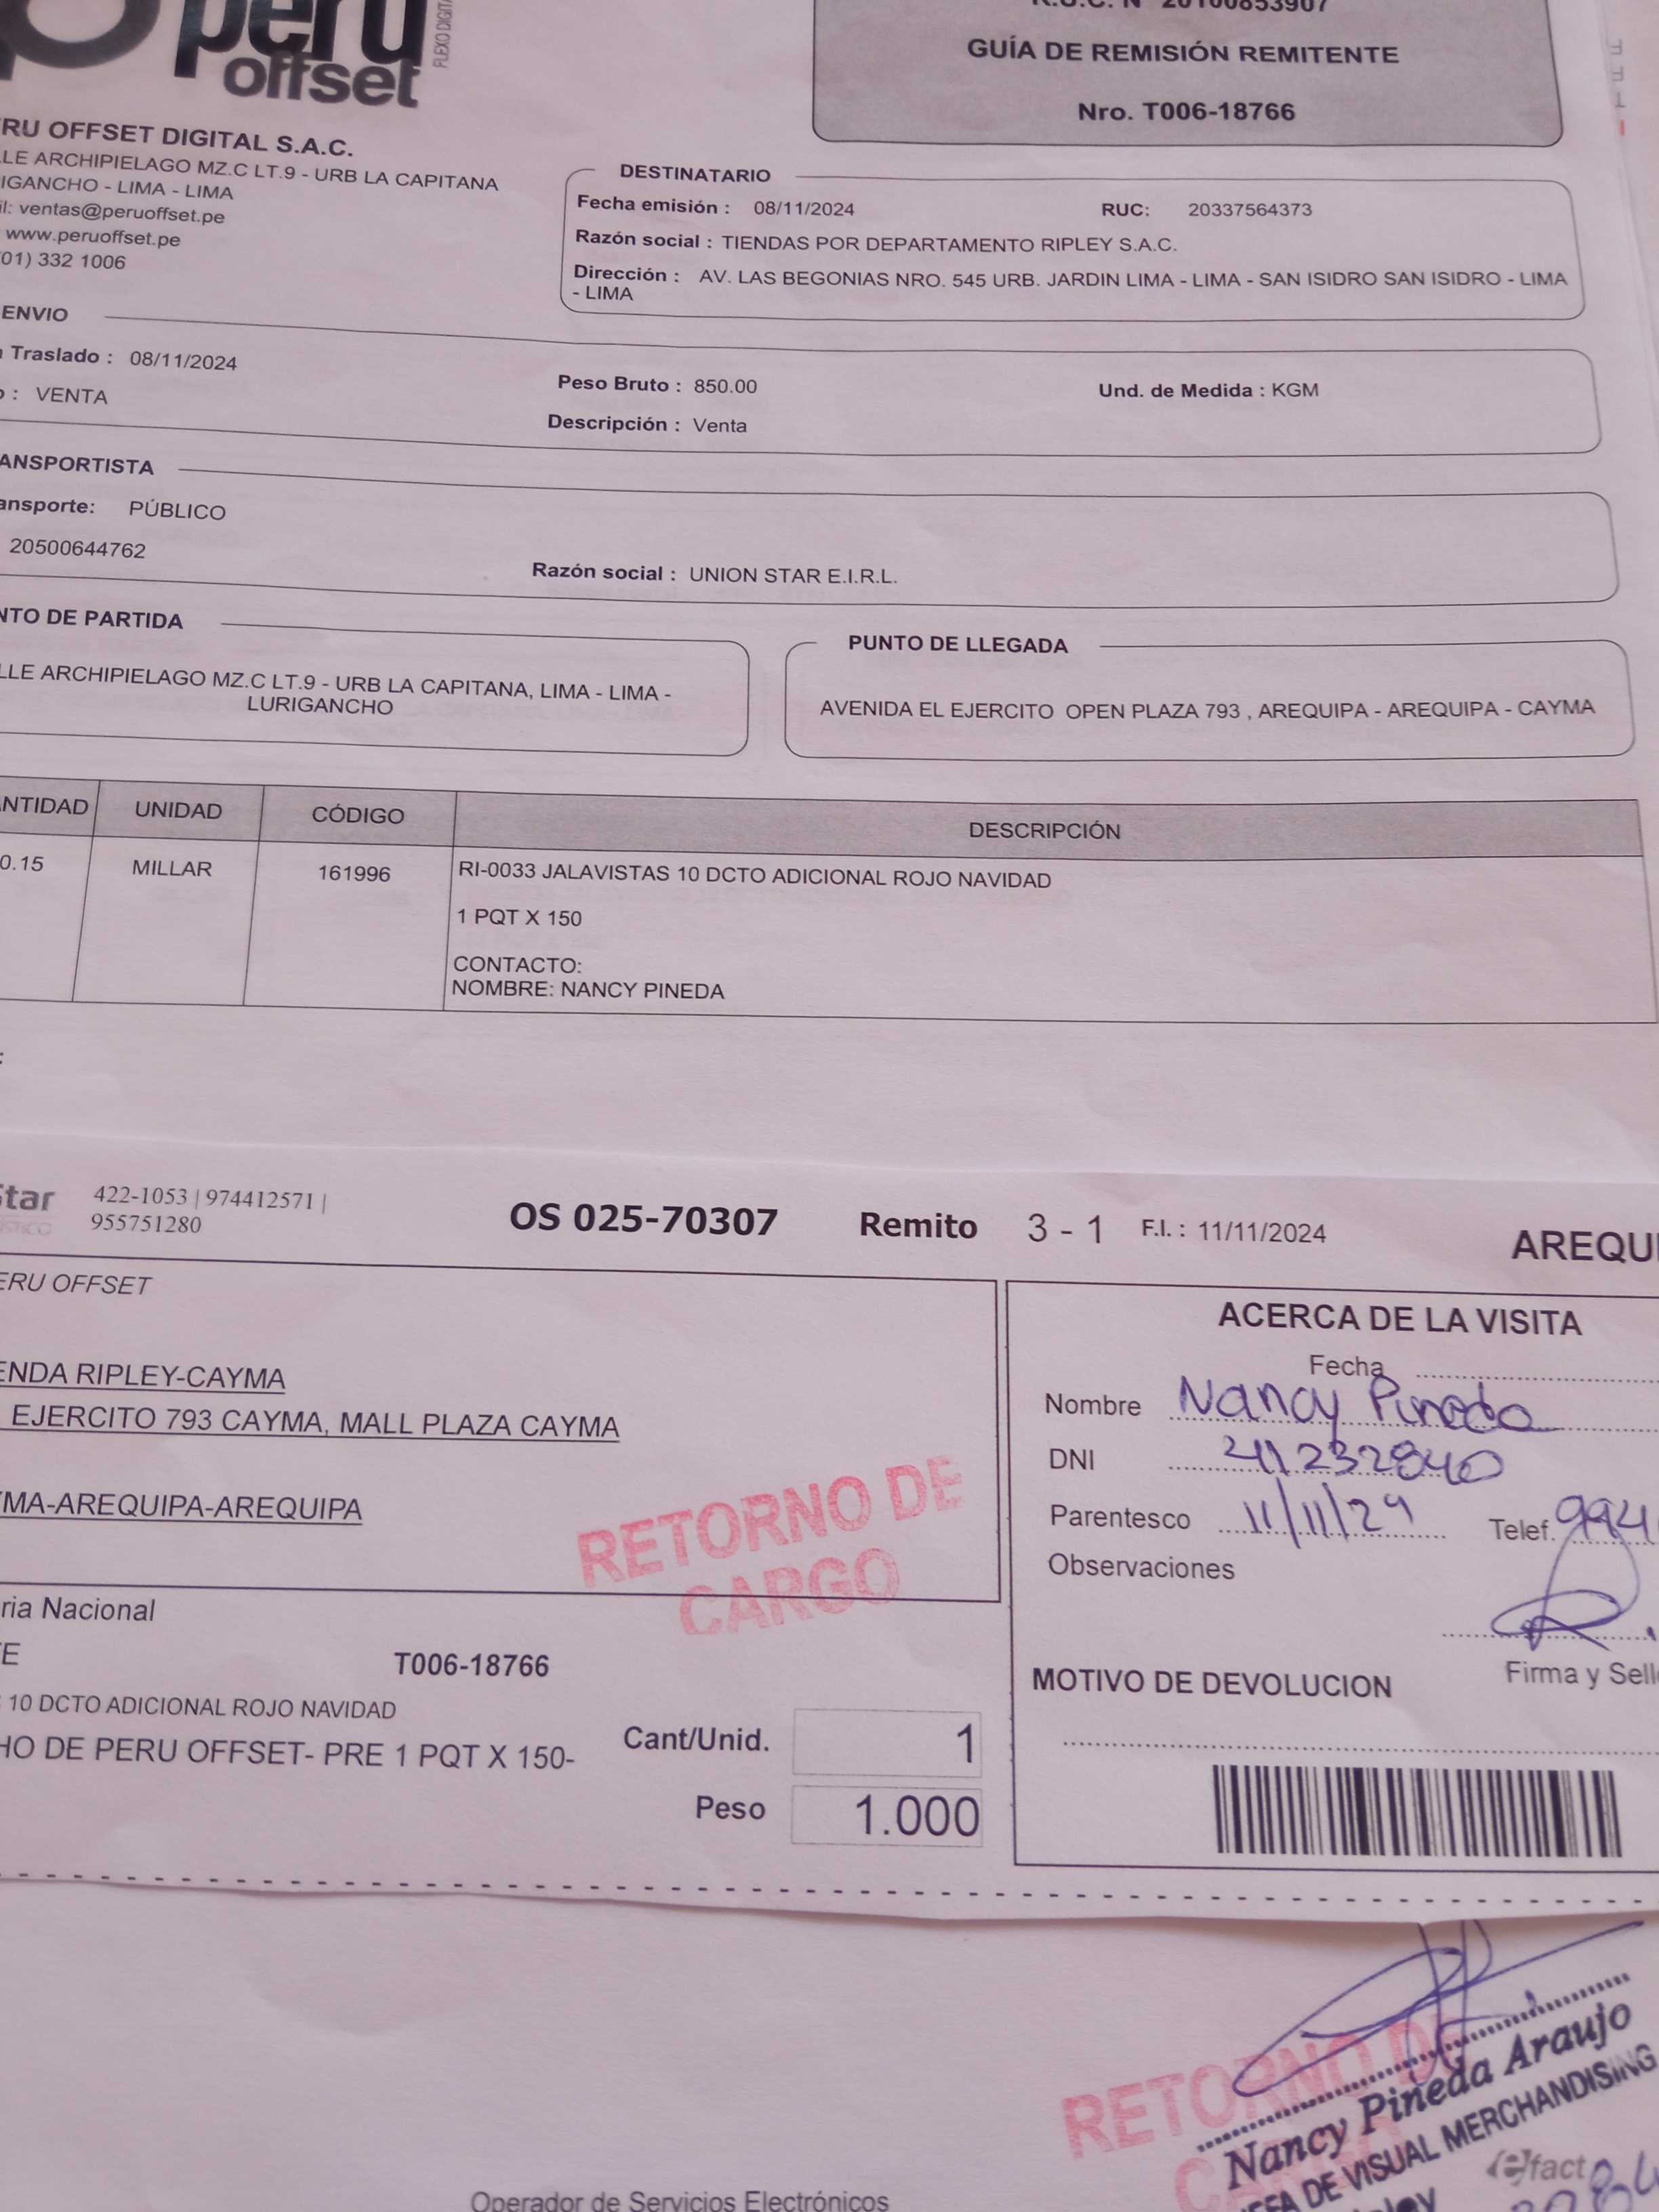 peru
offset
R.U.C. N° 20100853907
GUÍA DE REMISIÓN REMITENTE
Nro. T006-18766
RU OFFSET DIGITAL S.A.C.
LE ARCHIPIELAGO MZ.C LT.9 - URB LA CAPITANA
IGANCHO - LIMA - LIMA
il: ventas@peruoffset.pe
www.peruoffset.pe
01) 332 1006
DESTINATARIO
Fecha emisión : 08/11/2024 RUC: 20337564373
Razón social : TIENDAS POR DEPARTAMENTO RIPLEY S.A.C.
Dirección : AV. LAS BEGONIAS NRO. 545 URB. JARDIN LIMA - LIMA - SAN ISIDRO SAN ISIDRO - LIMA
- LIMA
ENVIO
Traslado : 08/11/2024
: VENTA
Peso Bruto : 850.00 Und. de Medida : KGM
Descripción : Venta
ANSPORTISTA
ansporte: PÚBLICO
20500644762
Razón social : UNION STAR E.I.R.L.
NTO DE PARTIDA
LLE ARCHIPIELAGO MZ.C LT.9 - URB LA CAPITANA, LIMA - LIMA -
LURIGANCHO
PUNTO DE LLEGADA
AVENIDA EL EJERCITO OPEN PLAZA 793 , AREQUIPA - AREQUIPA - CAYMA
ANTIDAD UNIDAD CÓDIGO DESCRIPCIÓN
0.15 MILLAR 161996 RI-0033 JALAVISTAS 10 DCTO ADICIONAL ROJO NAVIDAD
1 PQT X 150
CONTACTO:
NOMBRE: NANCY PINEDA
Star 422-1053 | 974412571 |
955751280
OS 025-70307 Remito 3 - 1 F.I. : 11/11/2024 AREQUI
ERU OFFSET
ENDA RIPLEY-CAYMA
EJERCITO 793 CAYMA, MALL PLAZA CAYMA
MA-AREQUIPA-AREQUIPA
RETORNO DE
CARGO
ACERCA DE LA VISITA
Fecha
Nombre Nancy Pineda
DNI 41232840
Parentesco 11/11/24 Telef. 994
Observaciones
Firma y Sell
MOTIVO DE DEVOLUCION
ria Nacional
E T006-18766
10 DCTO ADICIONAL ROJO NAVIDAD
HO DE PERU OFFSET- PRE 1 PQT X 150-
Cant/Unid. 1
Peso 1.000
RETORNO DE
Nancy Pineda Araujo
DE VISUAL MERCHANDISING
efact
Operador de Servicios Electrónicos